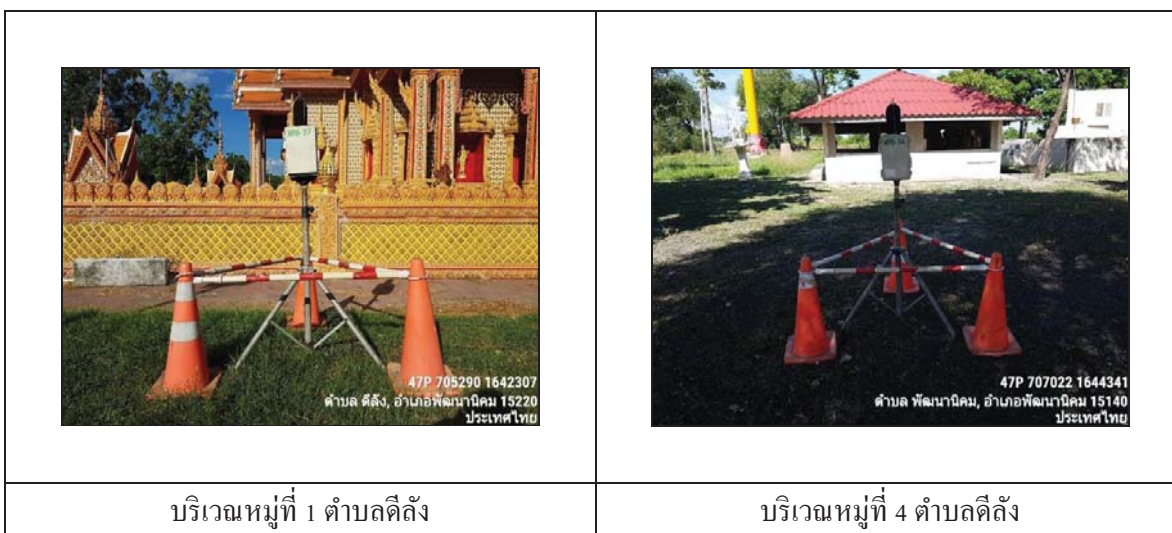 47P 705290 1642307
ตำบล ดีลัง, อำเภอพัฒนานิคม 15220
ประเทศไทย
47P 707022 1644341
ตำบล พัฒนานิคม, อำเภอพัฒนานิคม 15140
ประเทศไทย
บริเวณหมู่ที่ 1 ตำบลดีลัง
บริเวณหมู่ที่ 4 ตำบลดีลัง